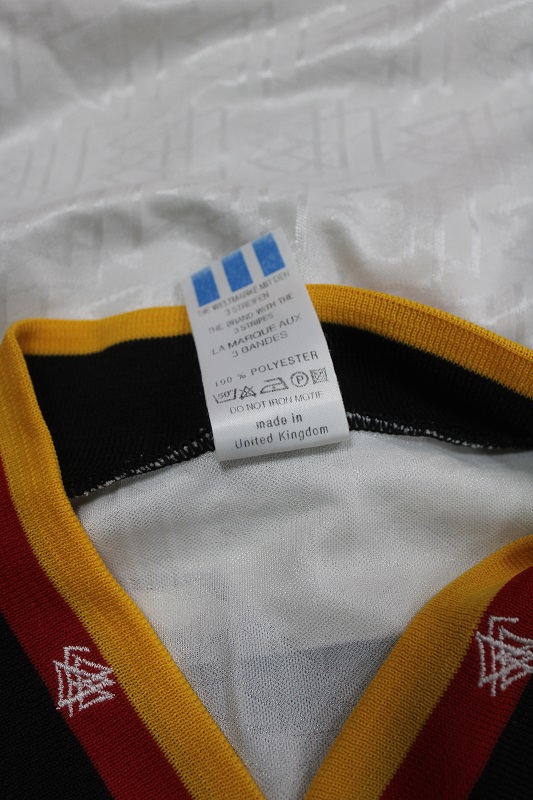 DIE WELTMARKE MIT DEN
3 STREIFEN
THE BRAND WITH THE
3 STRIPES
LA MARQUE AUX
3 BANDES
100 % POLYESTER
50° P
DO NOT IRON MOTIF
made in
United Kingdom